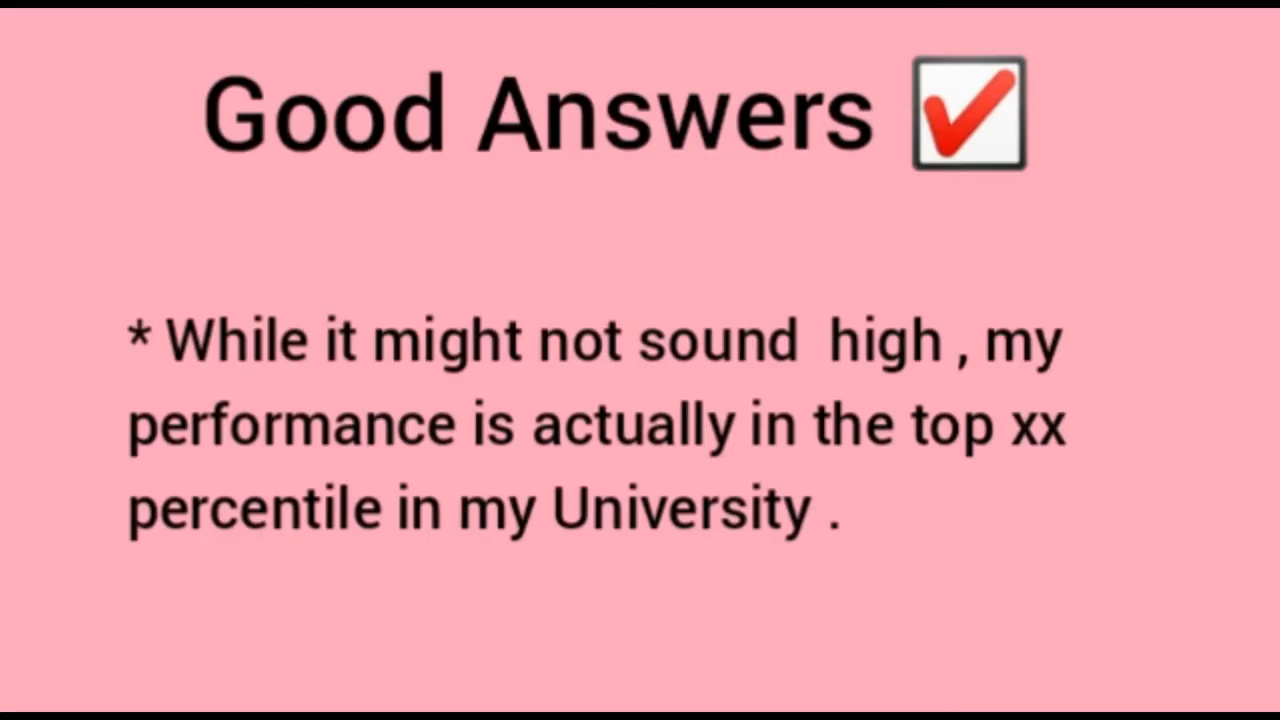 Good Answers ☑
* While it might not sound  high , my
performance is actually in the top xx
percentile in my University .